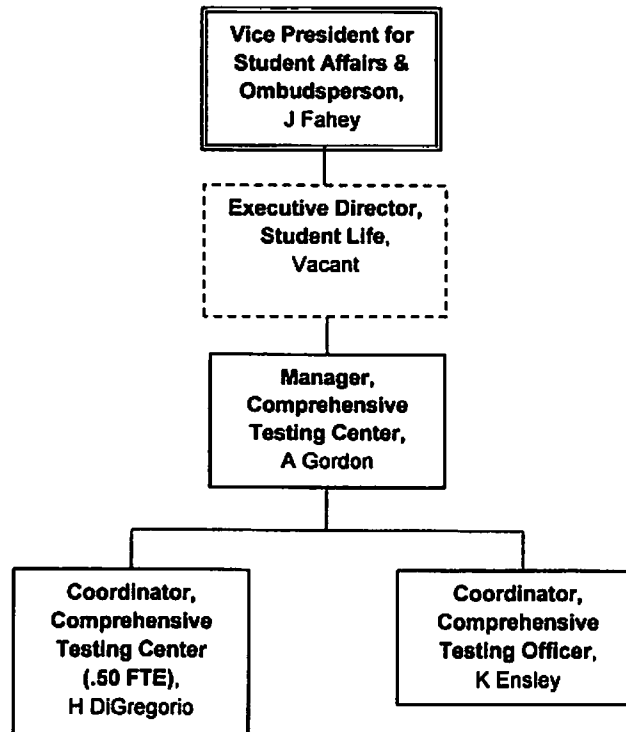 Vice President for
Student Affairs &
Ombudsperson,
J Fahey
Executive Director,
Student Life,
Vacant
Manager,
Comprehensive
Testing Center,
A Gordon
Coordinator,
Comprehensive
Testing Center
(.50 FTE),
H DiGregorio
Coordinator,
Comprehensive
Testing Officer,
K Ensley